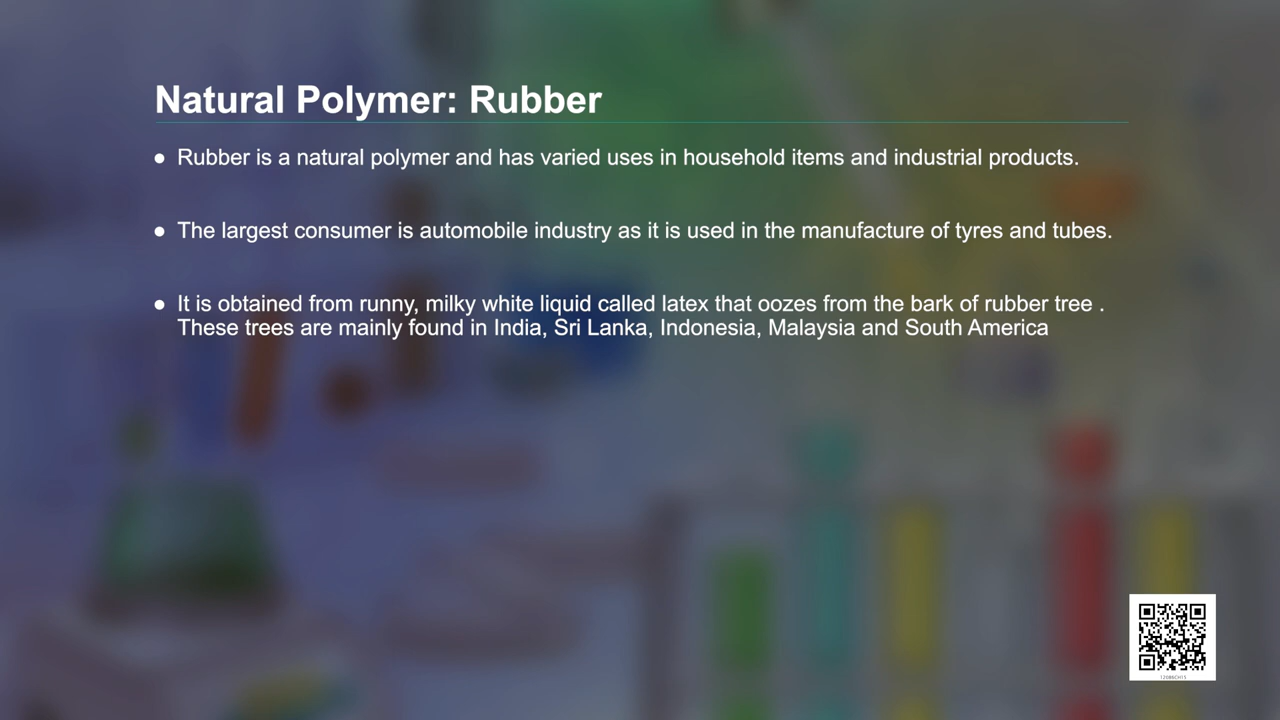 Natural Polymer: Rubber
● Rubber is a natural polymer and has varied uses in household items and industrial products.
● The largest consumer is automobile industry as it is used in the manufacture of tyres and tubes.
● It is obtained from runny, milky white liquid called latex that oozes from the bark of rubber tree .
These trees are mainly found in India, Sri Lanka, Indonesia, Malaysia and South America